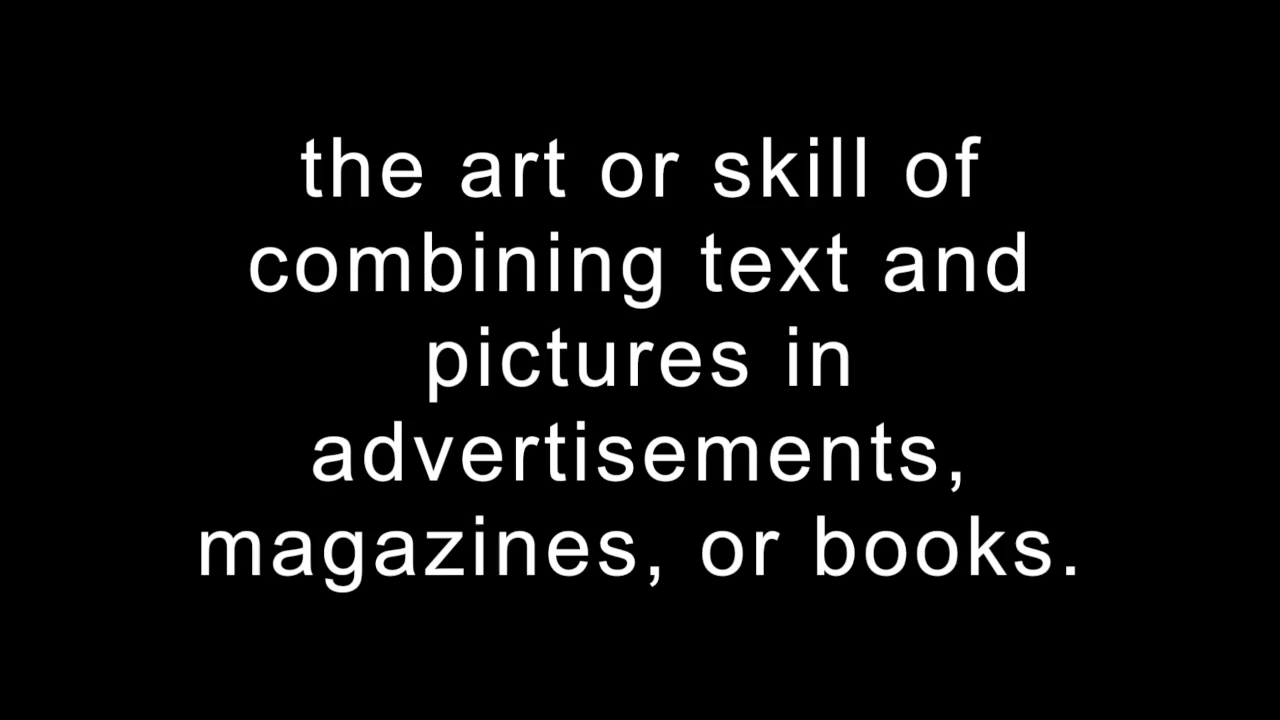 the art or skill of
combining text and
pictures in
advertisements,
magazines, or books.